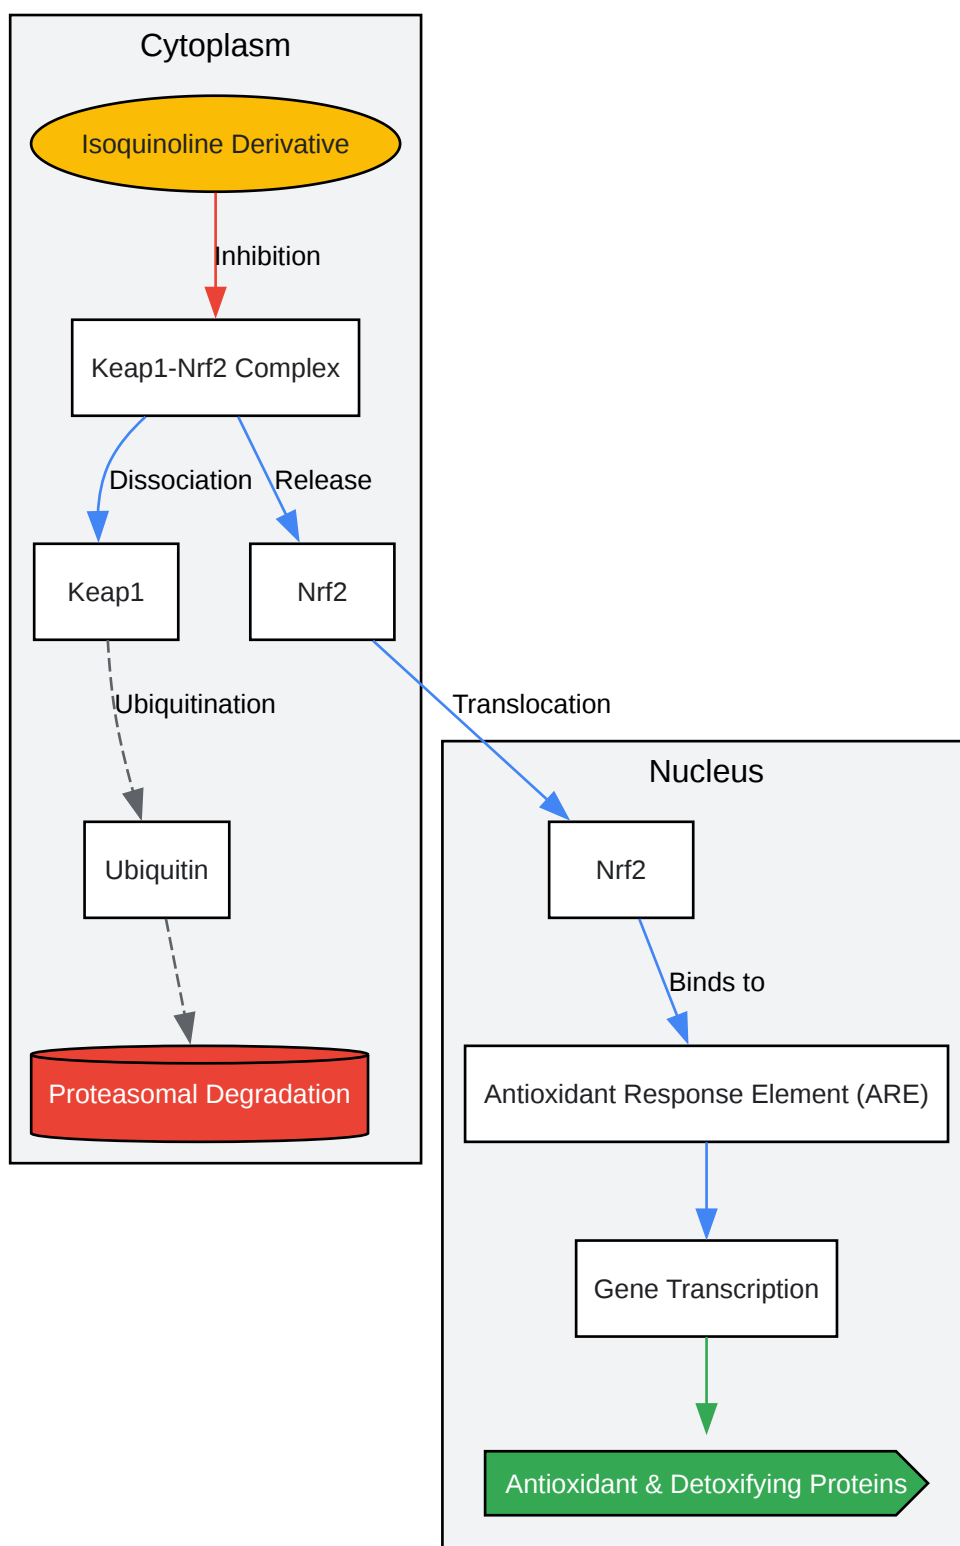 Cytoplasm
Isoquinoline Derivative
Inhibition
Keap1-Nrf2 Complex
Dissociation
Release
Keap1
Nrf2
Ubiquitination
Translocation
Nucleus
Ubiquitin
Nrf2
Binds to
Proteasomal Degradation
Antioxidant Response Element (ARE)
Gene Transcription
Antioxidant & Detoxifying Proteins